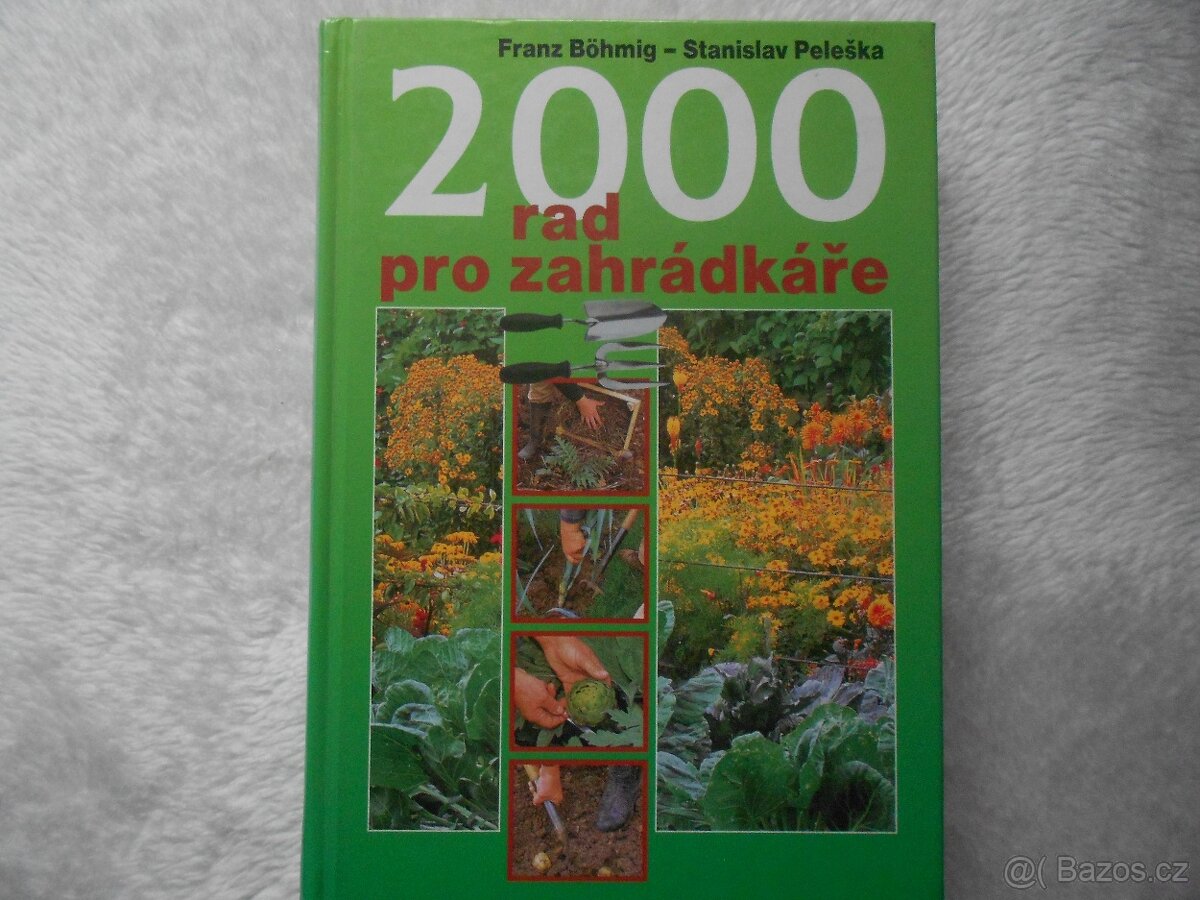 Franz Böhmig – Stanislav Peleška
2000
rad
pro zahrádkáře
@( Bazos.cz